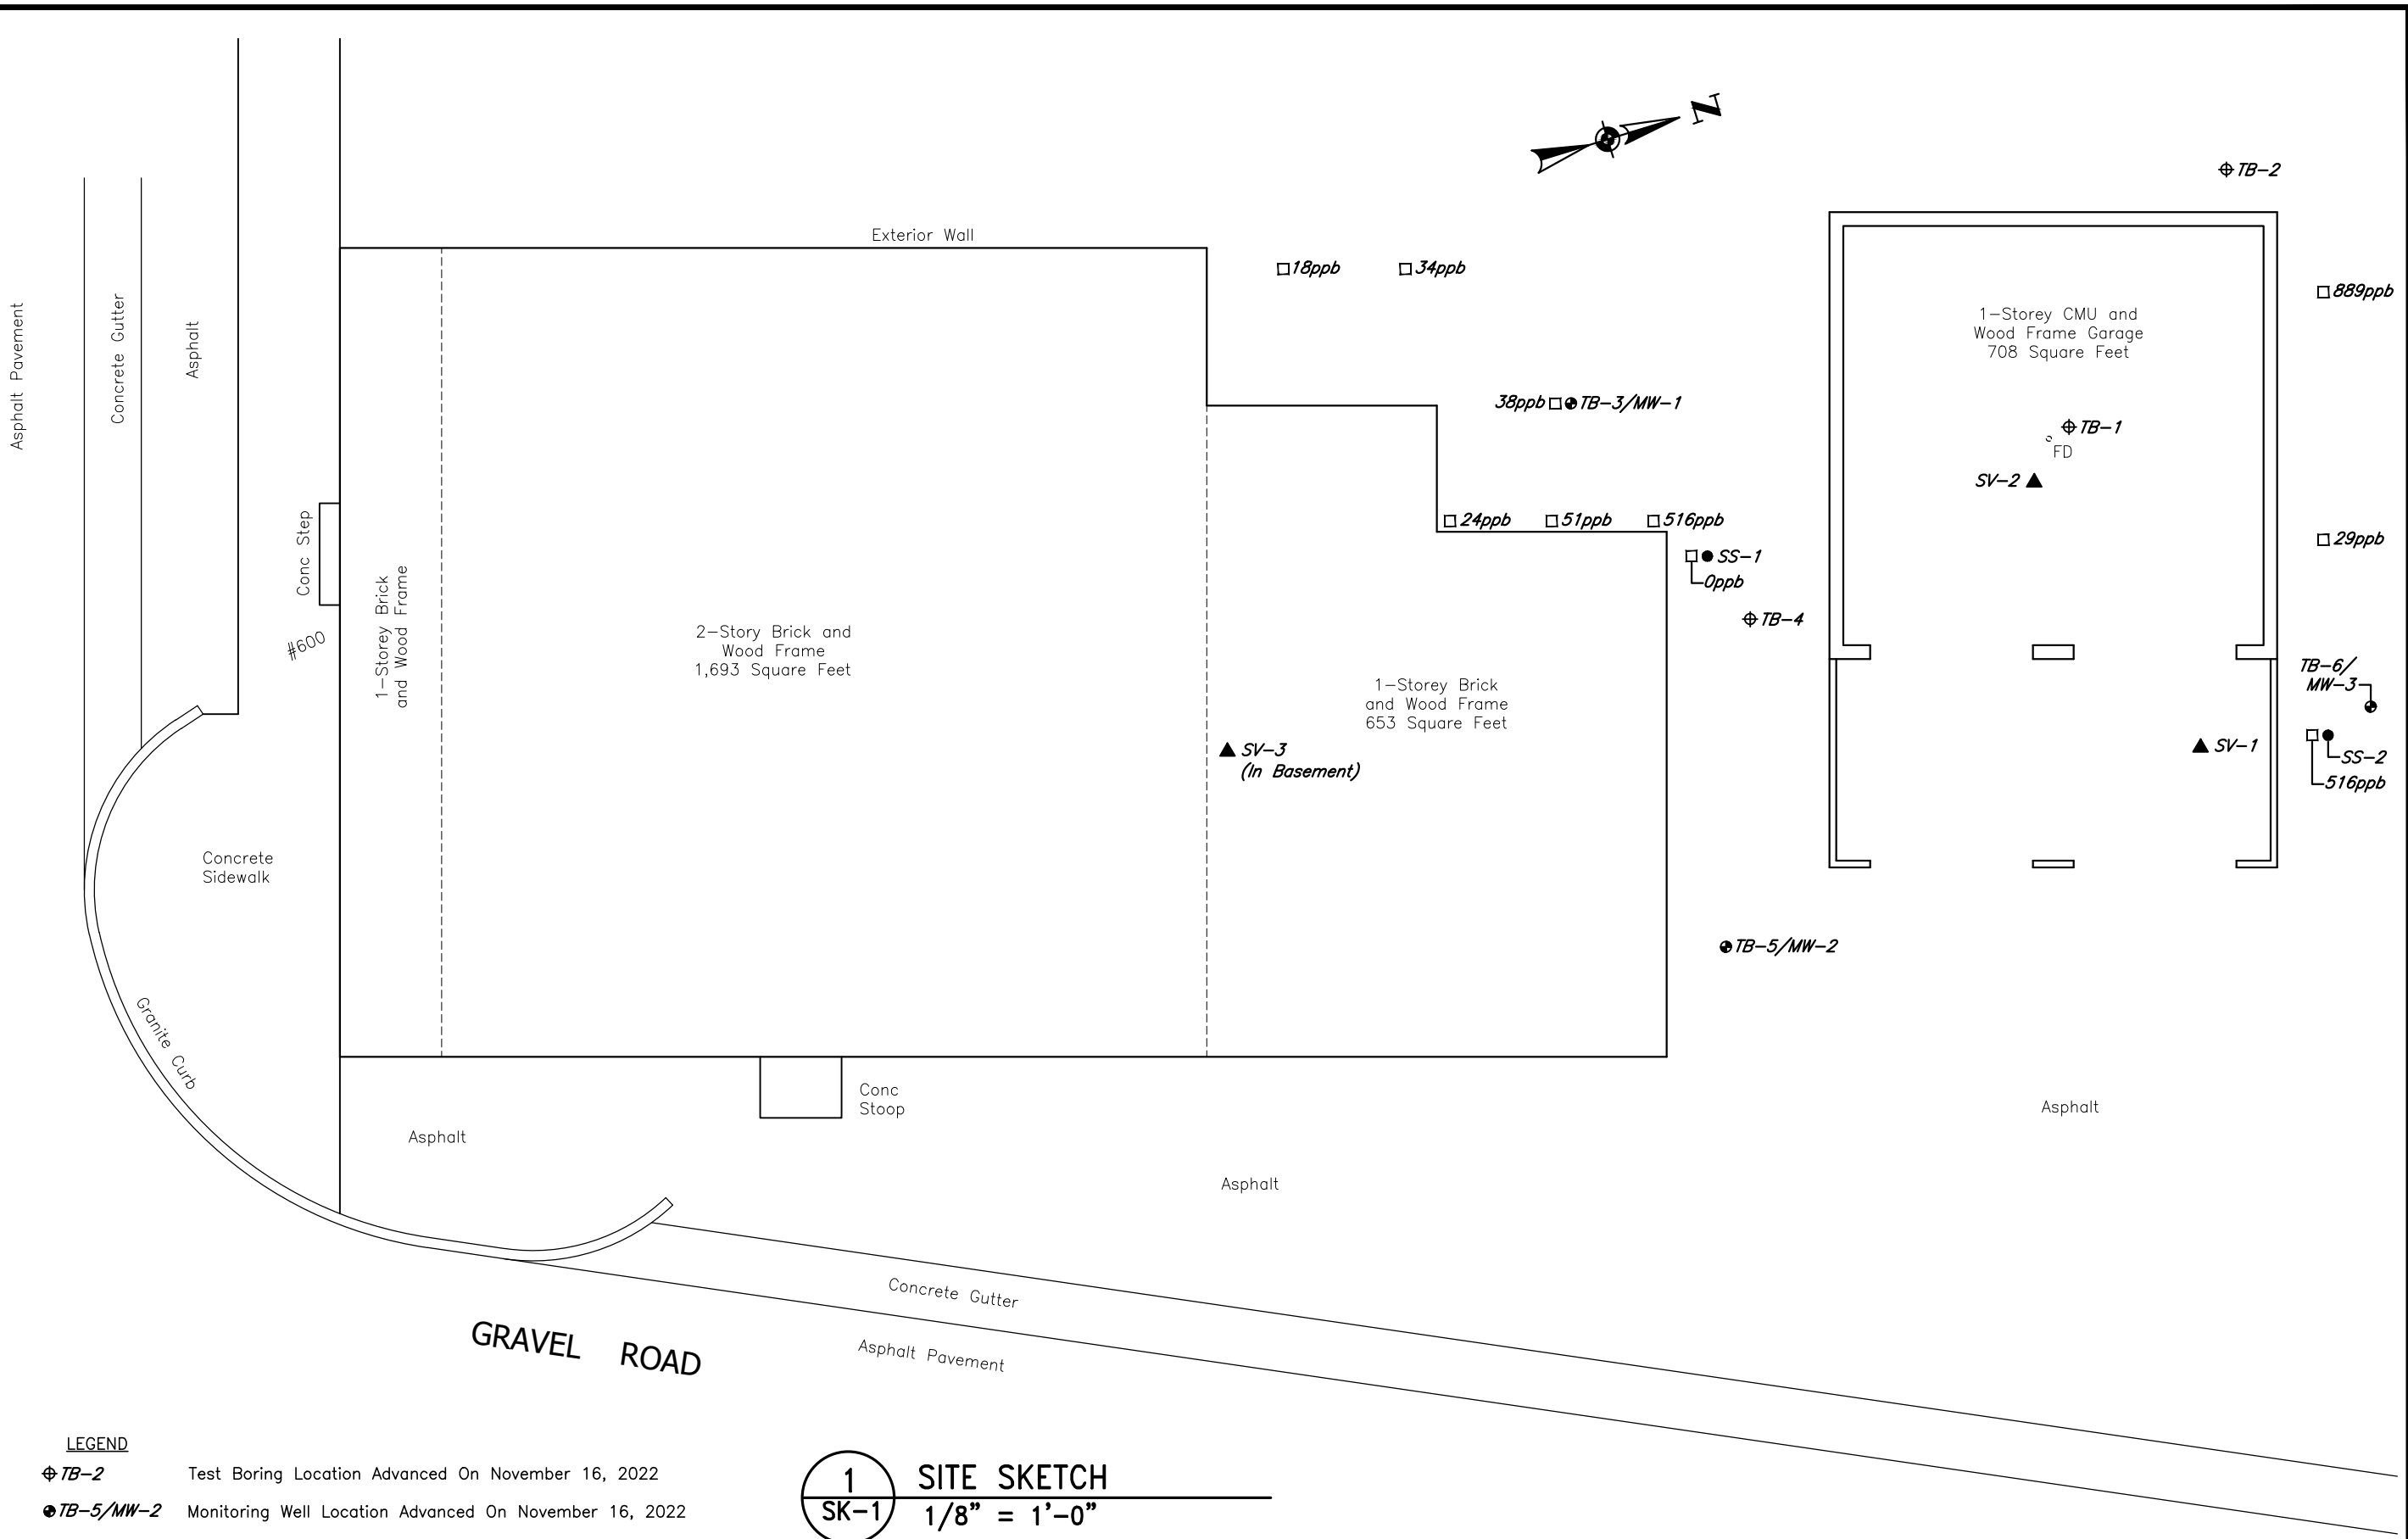 N
TB-2
Exterior Wall
18ppb
34ppb
889ppb
Asphalt Pavement
Concrete Gutter
Asphalt
1-Storey CMU and
Wood Frame Garage
708 Square Feet
38ppb
TB-3/MW-1
TB-1
FD
SV-2
24ppb
51ppb
516ppb
29ppb
SS-1
0ppb
TB-4
Conc Step
#600
1-Storey Brick
and Wood Frame
2-Story Brick and
Wood Frame
1,693 Square Feet
1-Storey Brick
and Wood Frame
653 Square Feet
TB-6/
MW-3
SV-3
(In Basement)
SV-1
SS-2
516ppb
Concrete
Sidewalk
TB-5/MW-2
Granite Curb
Conc
Stoop
Asphalt
Asphalt
Asphalt
Concrete Gutter
GRAVEL ROAD
Asphalt Pavement
LEGEND
TB-2 Test Boring Location Advanced On November 16, 2022
TB-5/MW-2 Monitoring Well Location Advanced On November 16, 2022
1
SK-1
SITE SKETCH
1/8" = 1'-0"